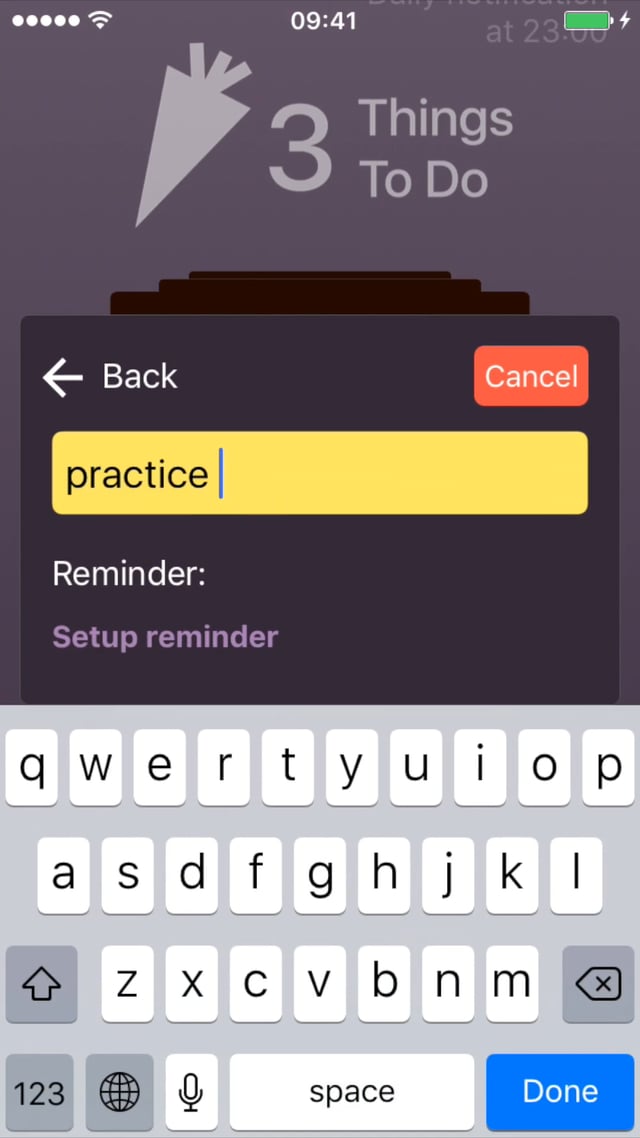 09:41
Daily notification
at 23:00
3 Things
To Do
Back
Cancel
practice
Reminder:
Setup reminder
q w e r t y u i o p
a s d f g h j k l
z x c v b n m
123 space Done